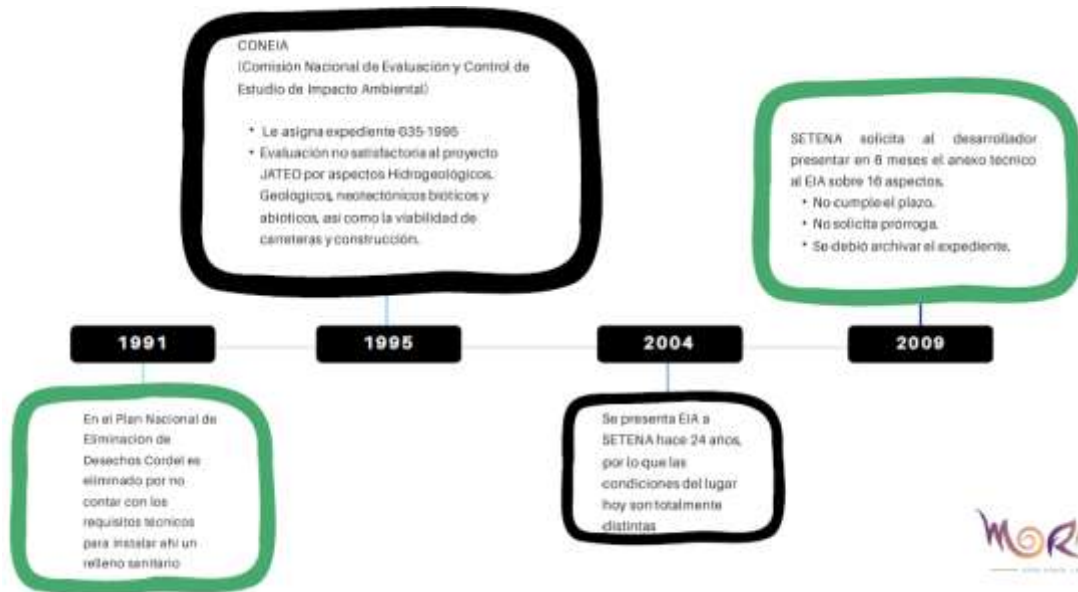 CONEIA
(Comisión Nacional de Evaluación y Control de
Estudio de Impacto Ambiental)
• Le asigna expediente 635-1995
• Evaluación no satisfactoria al proyecto
JATEO por aspectos Hidrogeológicos,
Geológicos, neotectónicos bióticos y
abióticos, así como la viabilidad de
carreteras y construcción.
SETENA solicita al desarrollador
presentar en 6 meses el anexo técnico
al EIA sobre 16 aspectos.
• No cumple el plazo.
• No solicita prórroga.
• Se debió archivar el expediente.
1991
1995
2004
2009
En el Plan Nacional de
Eliminación de
Desechos Cordel es
eliminado por no
contar con los
requisitos técnicos
para instalar ahí un
relleno sanitario
Se presenta EIA a
SETENA hace 24 años,
por lo que las
condiciones del lugar
hoy son totalmente
distintas